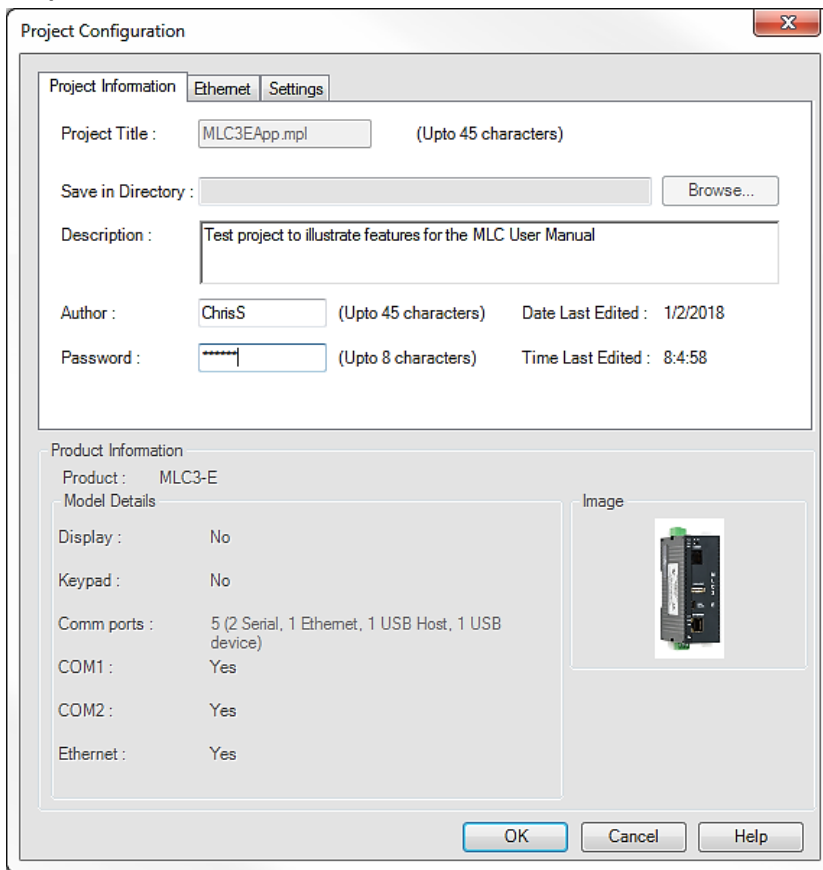 Project Configuration
Project Information Ethernet Settings
Project Title : MLC3EApp.mpl (Upto 45 characters)
Save in Directory : Browse...
Description : Test project to illustrate features for the MLC User Manual
Author : ChrisS (Upto 45 characters) Date Last Edited : 1/2/2018
Password : ****** (Upto 8 characters) Time Last Edited : 8:4:58
Product Information
Product : MLC3-E
Model Details Image
Display : No
Keypad : No
Comm ports : 5 (2 Serial, 1 Ethernet, 1 USB Host, 1 USB
device)
COM1 : Yes
COM2 : Yes
Ethernet : Yes
OK Cancel Help